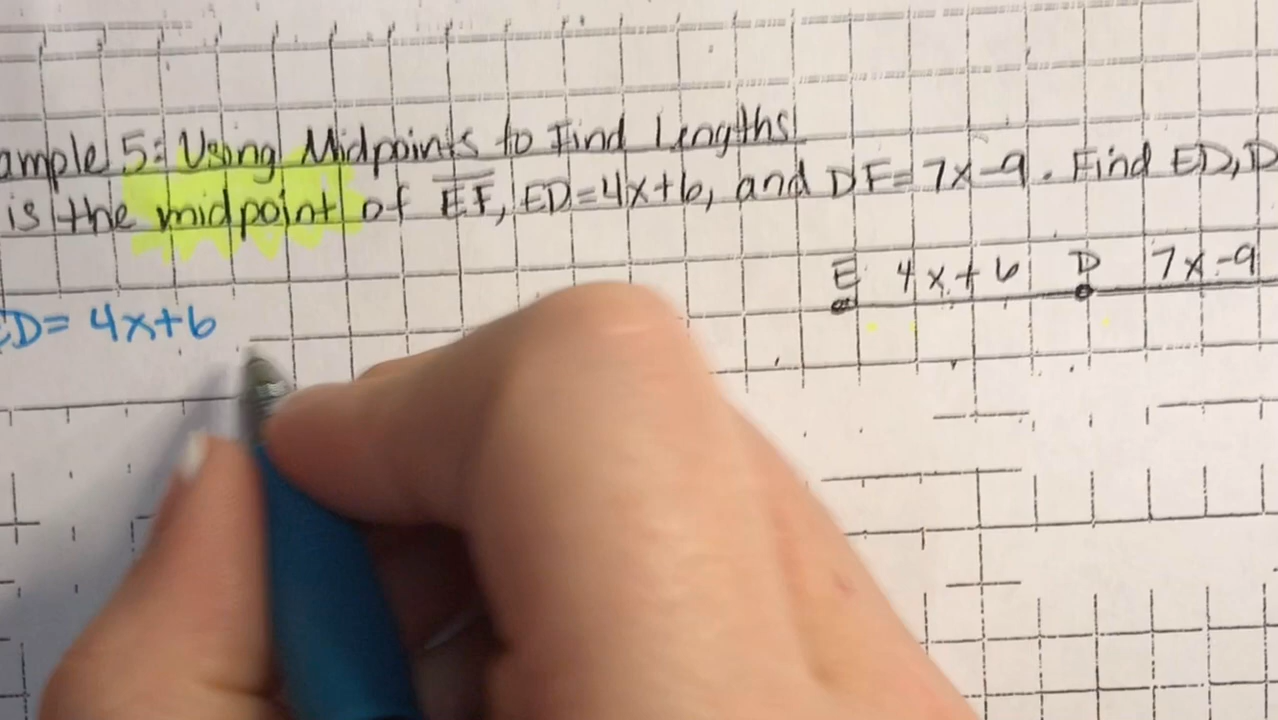 ample 5: Using Midpoints to Find Lengths
is the midpoint of EF, ED=4x+6, and DF=7x-9. Find ED, D
E 4x+6 D 7x-9
ED= 4x+6